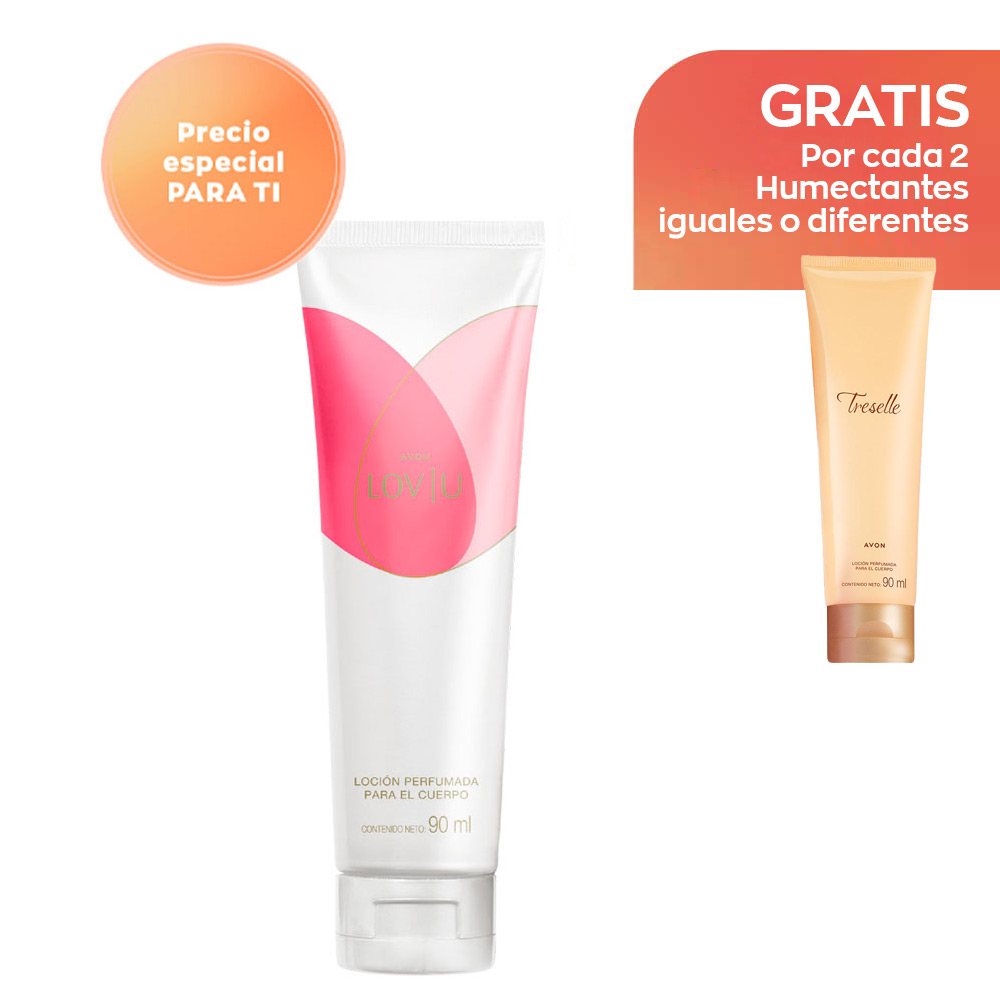 Precio
especial
PARA TI
GRATIS
Por cada 2
Humectantes
iguales o diferentes
AVON
LOV|U
LOCIÓN PERFUMADA
PARA EL CUERPO
CONTENIDO NETO: 90 ml
Treselle
AVON
LOCIÓN PERFUMADA
PARA EL CUERPO
CONTENIDO NETO: 90 ml